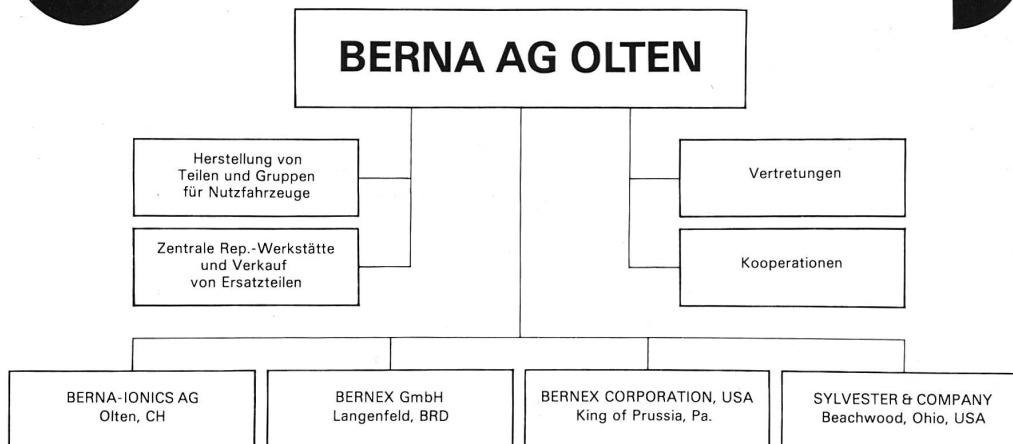 BERNA AG OLTEN
Herstellung von
Teilen und Gruppen
für Nutzfahrzeuge
Zentrale Rep.-Werkstätte
und Verkauf
von Ersatzteilen
Vertretungen
Kooperationen
BERNA-IONICS AG
Olten, CH
BERNEX GmbH
Langenfeld, BRD
BERNEX CORPORATION, USA
King of Prussia, Pa.
SYLVESTER & COMPANY
Beachwood, Ohio, USA